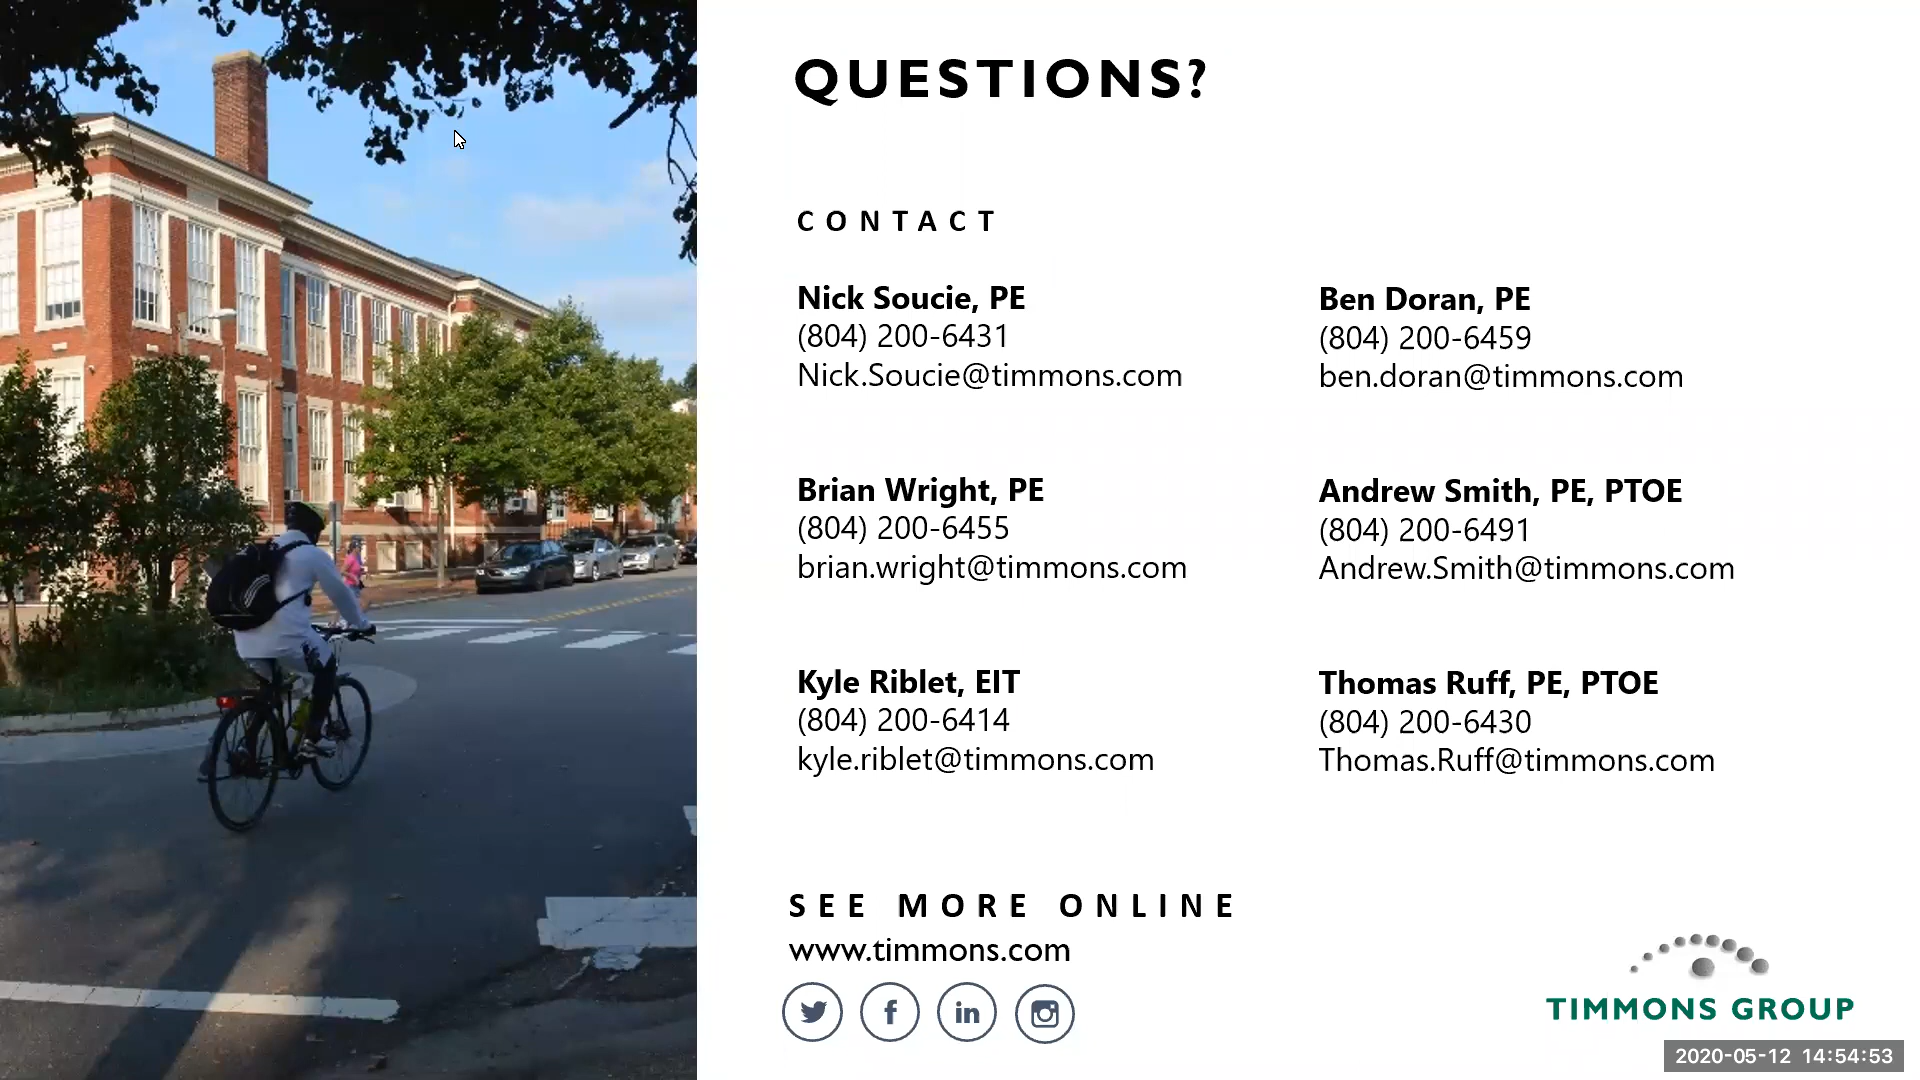 QUESTIONS?
CONTACT
Nick Soucie, PE
(804) 200-6431
Nick.Soucie@timmons.com
Ben Doran, PE
(804) 200-6459
ben.doran@timmons.com
Brian Wright, PE
(804) 200-6455
brian.wright@timmons.com
Andrew Smith, PE, PTOE
(804) 200-6491
Andrew.Smith@timmons.com
Kyle Riblet, EIT
(804) 200-6414
kyle.riblet@timmons.com
Thomas Ruff, PE, PTOE
(804) 200-6430
Thomas.Ruff@timmons.com
SEE MORE ONLINE
www.timmons.com
f
in
TIMMONS GROUP
2020-05-12 14:54:53